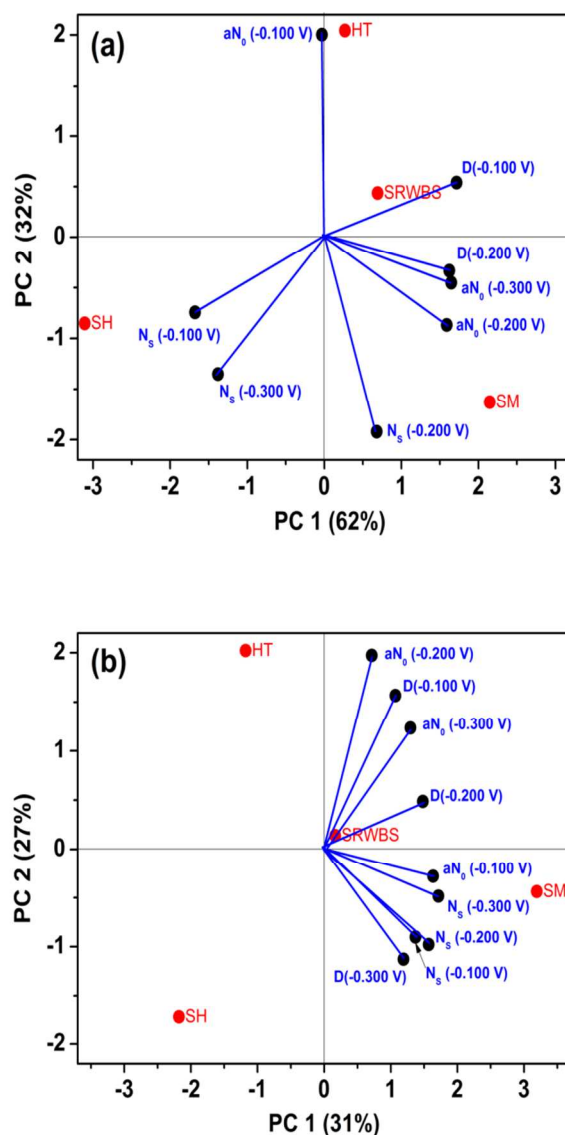 (a)
2
1
0
-1
-2
PC 2 (32%)
aN0 (-0.100 V)
HT
D(-0.100 V)
SRWBS
D(-0.200 V)
aN0 (-0.300 V)
aN0 (-0.200 V)
SH
NS (-0.100 V)
NS (-0.300 V)
SM
NS (-0.200 V)
-3 -2 -1 0 1 2 3
PC 1 (62%)
(b)
2
1
0
-1
-2
PC 2 (27%)
HT
aN0 (-0.200 V)
D(-0.100 V)
aN0 (-0.300 V)
D(-0.200 V)
SRWBS
aN0 (-0.100 V)
SM
NS (-0.300 V)
NS (-0.200 V)
D(-0.300 V)
NS (-0.100 V)
SH
-3 -2 -1 0 1 2 3
PC 1 (31%)